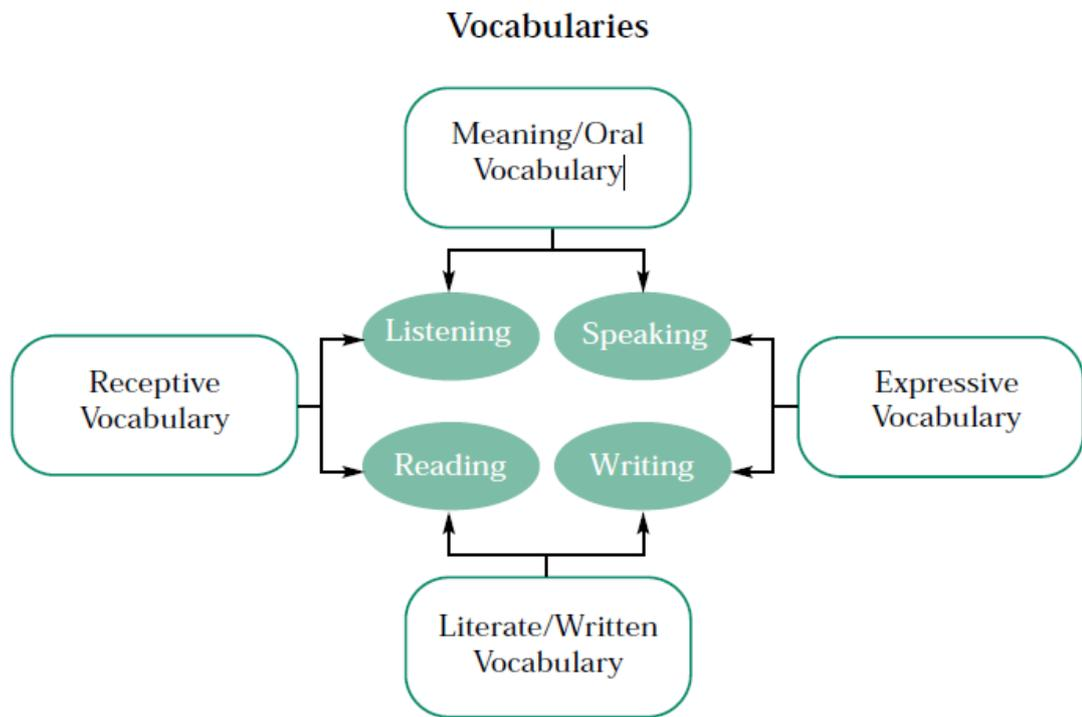 Vocabularies
Meaning/Oral
Vocabulary
Listening
Speaking
Receptive
Vocabulary
Expressive
Vocabulary
Reading
Writing
Literate/Written
Vocabulary